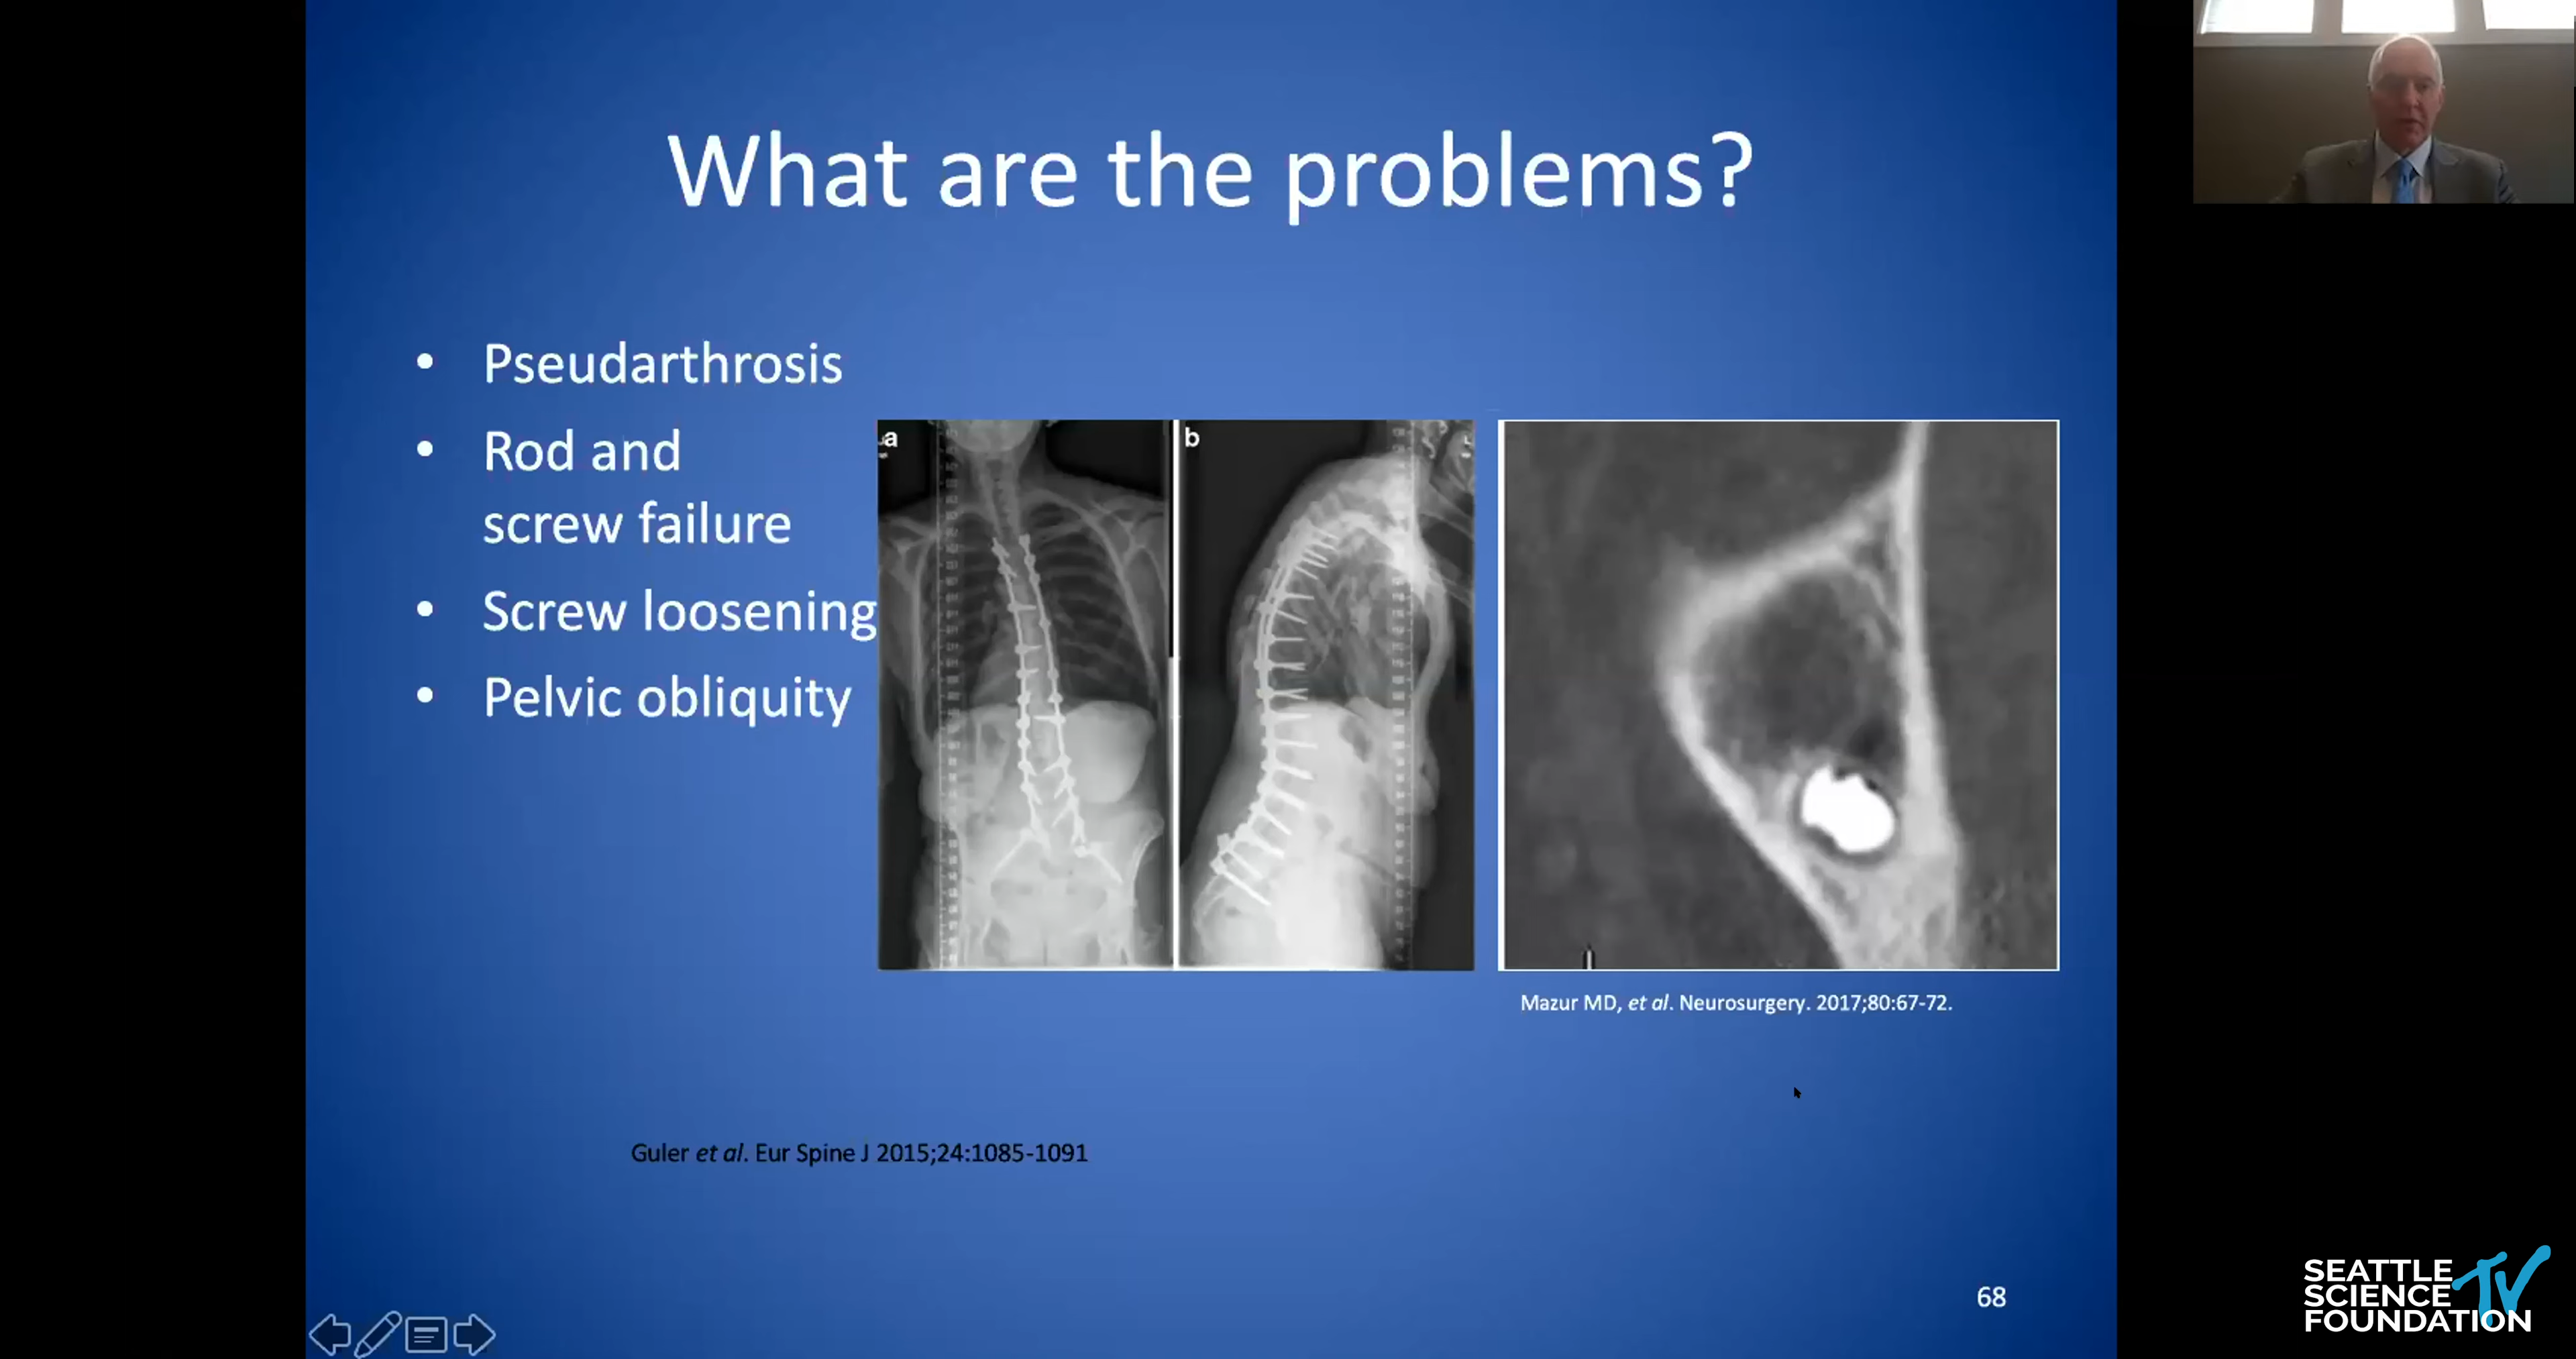 What are the problems?
• Pseudarthrosis
• Rod and
screw failure
• Screw loosening
• Pelvic obliquity
a
b
Mazur MD, et al. Neurosurgery. 2017;80:67-72.
Guler et al. Eur Spine J 2015;24:1085-1091
68
SEATTLE
SCIENCE
FOUNDATION
TV